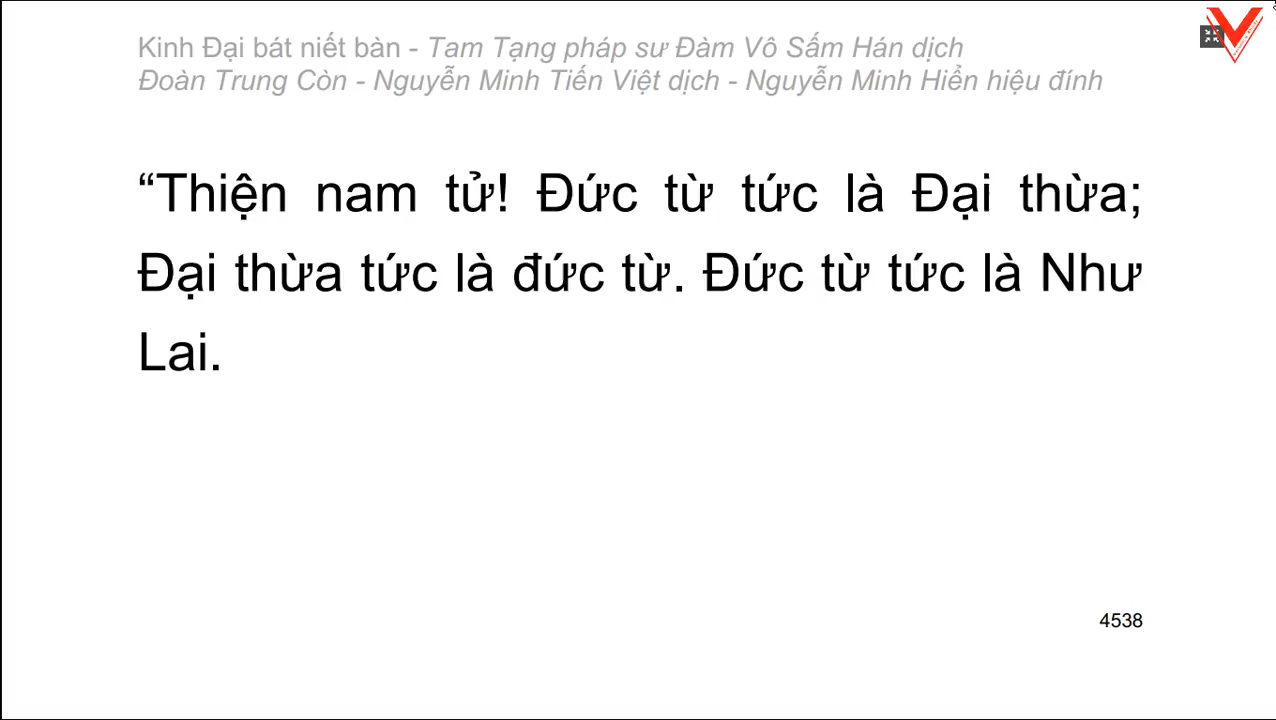 Kinh Đại bát niết bàn - Tam Tạng pháp sư Đàm Vô Sấm Hán dịch
Đoàn Trung Còn - Nguyễn Minh Tiến Việt dịch - Nguyễn Minh Hiển hiệu đính
“Thiện nam tử! Đức từ tức là Đại thừa;
Đại thừa tức là đức từ. Đức từ tức là Như
Lai.
4538